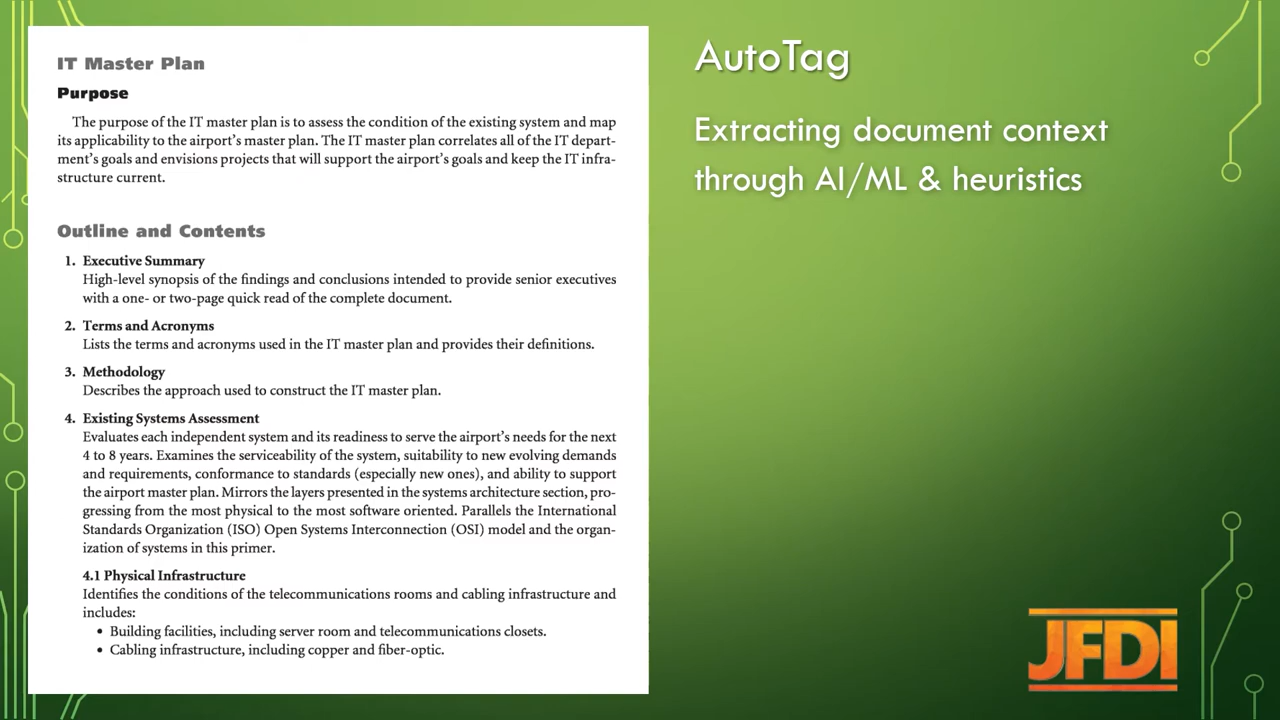 IT Master Plan
Purpose
The purpose of the IT master plan is to assess the condition of the existing system and map
its applicability to the airport's master plan. The IT master plan correlates all of the IT depart-
ment's goals and envisions projects that will support the airport's goals and keep the IT infra-
structure current.
Outline and Contents
1. Executive Summary
High-level synopsis of the findings and conclusions intended to provide senior executives
with a one- or two-page quick read of the complete document.
2. Terms and Acronyms
Lists the terms and acronyms used in the IT master plan and provides their definitions.
3. Methodology
Describes the approach used to construct the IT master plan.
4. Existing Systems Assessment
Evaluates each independent system and its readiness to serve the airport's needs for the next
4 to 8 years. Examines the serviceability of the system, suitability to new evolving demands
and requirements, conformance to standards (especially new ones), and ability to support
the airport master plan. Mirrors the layers presented in the systems architecture section, pro-
gressing from the most physical to the most software oriented. Parallels the International
Standards Organization (ISO) Open Systems Interconnection (OSI) model and the organ-
ization of systems in this primer.
4.1 Physical Infrastructure
Identifies the conditions of the telecommunications rooms and cabling infrastructure and
includes:
• Building facilities, including server room and telecommunications closets.
• Cabling infrastructure, including copper and fiber-optic.
AutoTag
Extracting document context
through AI/ML & heuristics
JFDI